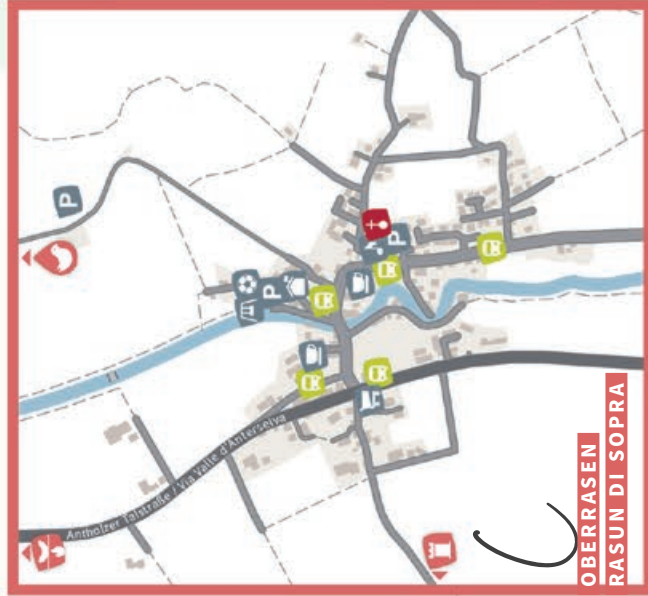 P
P
Antholzer Talstraße / Via Valle d'Anterselva
P
OBERRASEN
RASUN DI SOPRA